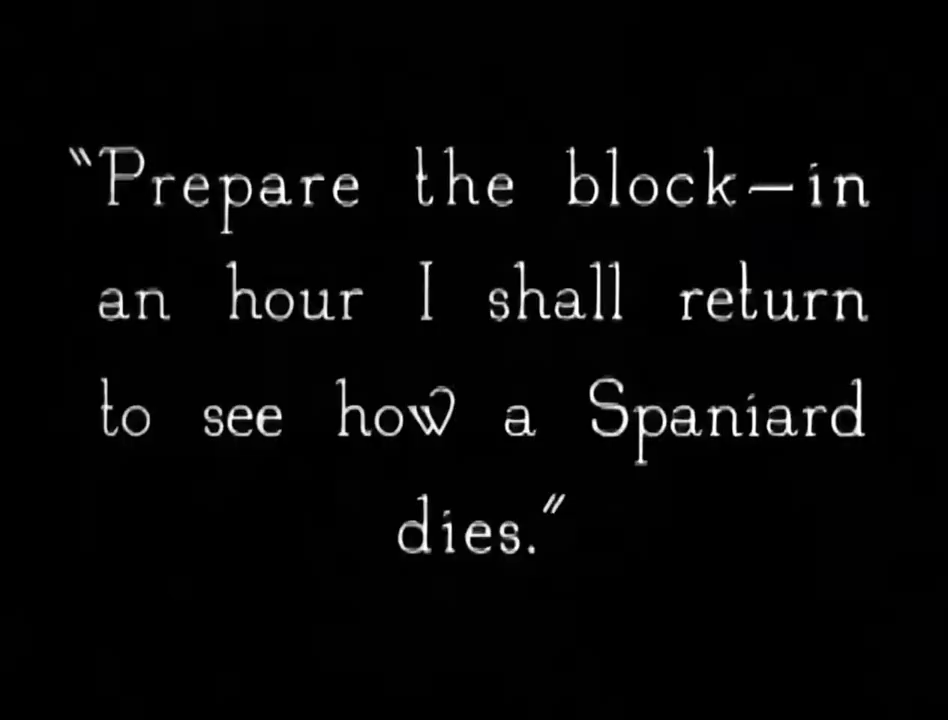 “Prepare the block—in
an hour I shall return
to see how a Spaniard
dies.”